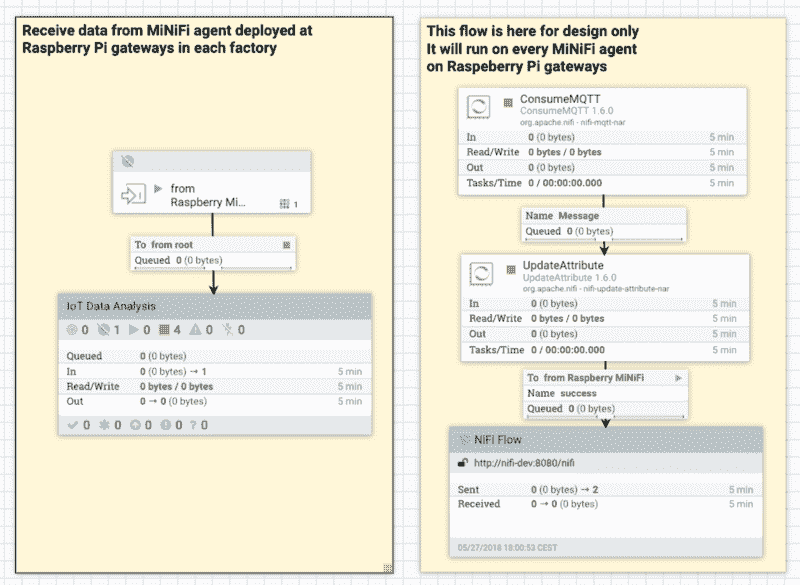 Receive data from MiNiFi agent deployed at
Raspberry Pi gateways in each factory
from
Raspberry Mi...
1
To from root
Queued 0 (0 bytes)
IoT Data Analysis
0 1 0 4 0 0
Queued 0 (0 bytes)
In 0 (0 bytes) → 1 5 min
Read/Write 0 bytes / 0 bytes 5 min
Out 0 → 0 (0 bytes) 5 min
0 0 0 0 ? 0
This flow is here for design only
It will run on every MiNiFi agent
on Raspeberry Pi gateways
ConsumeMQTT
ConsumeMQTT 1.6.0
org.apache.nifi - nifi-mqtt-nar
In 0 (0 bytes) 5 min
Read/Write 0 bytes / 0 bytes 5 min
Out 0 (0 bytes) 5 min
Tasks/Time 0 / 00:00:00.000 5 min
Name Message
Queued 0 (0 bytes)
UpdateAttribute
UpdateAttribute 1.6.0
org.apache.nifi - nifi-update-attribute-nar
In 0 (0 bytes) 5 min
Read/Write 0 bytes / 0 bytes 5 min
Out 0 (0 bytes) 5 min
Tasks/Time 0 / 00:00:00.000 5 min
To from Raspberry MiNiFi
Name success
Queued 0 (0 bytes)
NiFi Flow
http://nifi-dev:8080/nifi
Sent 0 (0 bytes) → 2 5 min
Received 0 → 0 (0 bytes) 5 min
05/27/2018 18:00:53 CEST